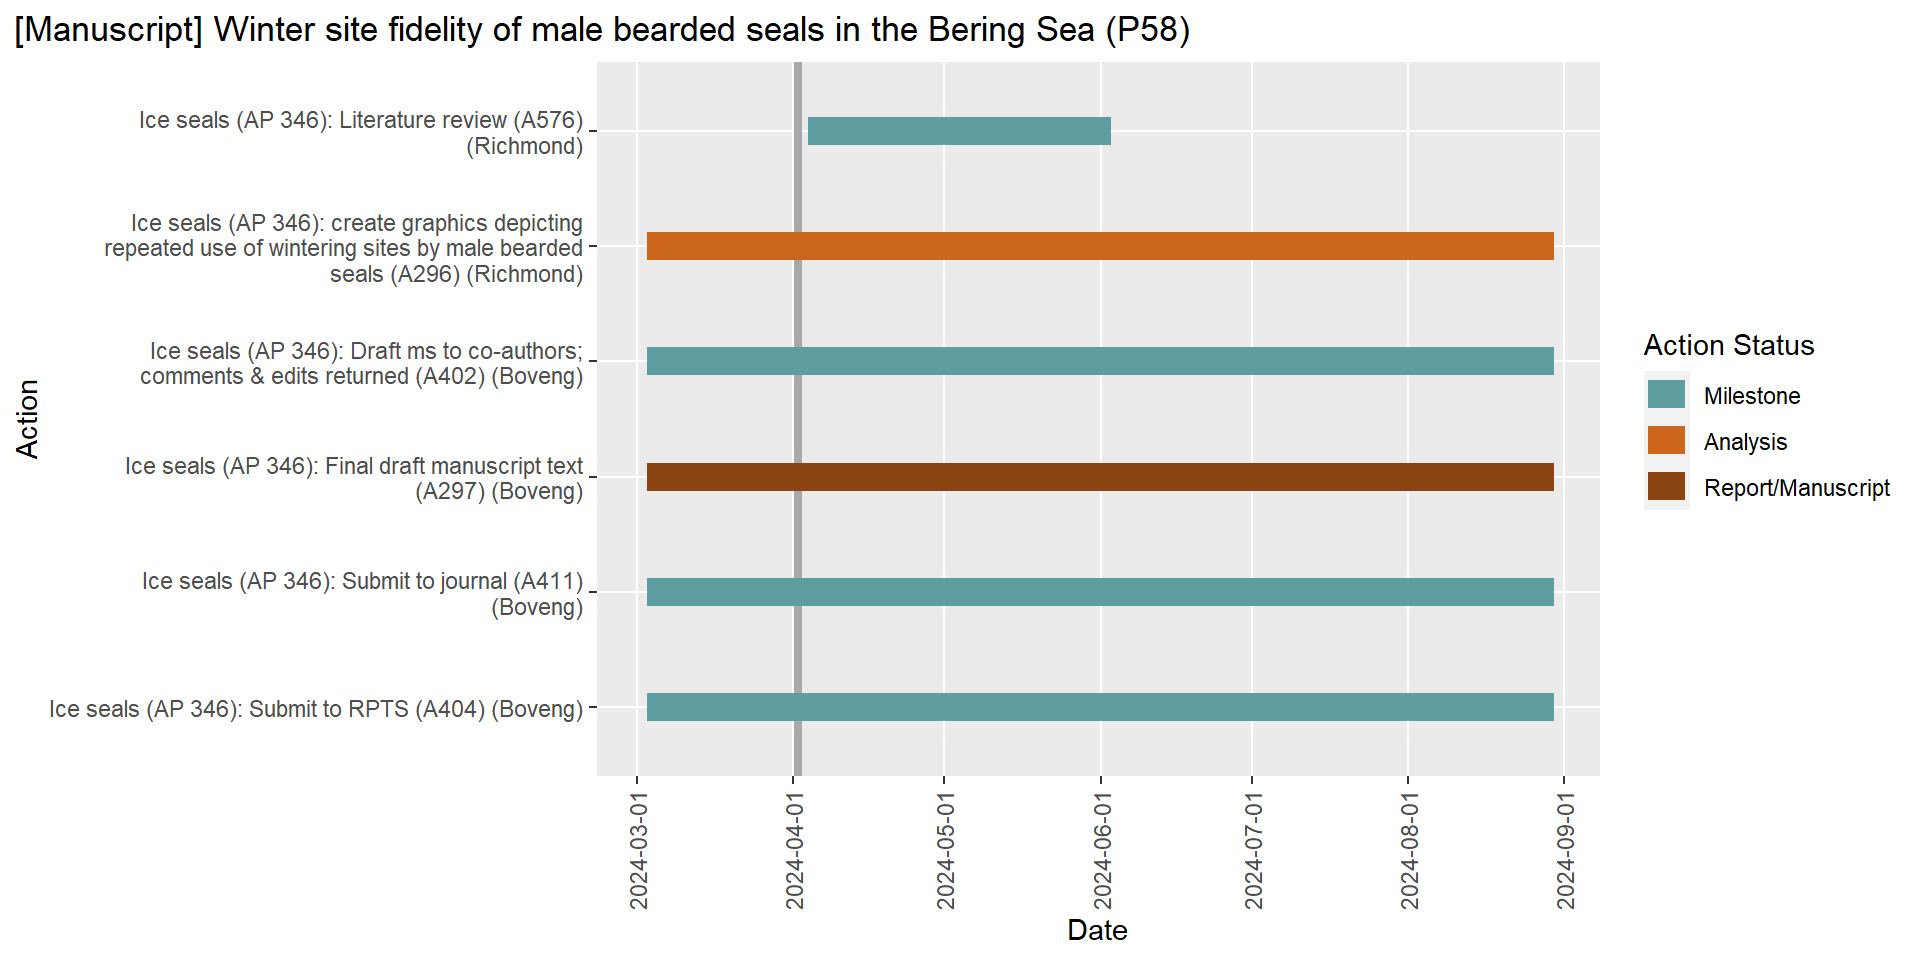 [Manuscript] Winter site fidelity of male bearded seals in the Bering Sea (P58)
Ice seals (AP 346): Literature review (A576)
(Richmond)
Ice seals (AP 346): create graphics depicting
repeated use of wintering sites by male bearded
seals (A296) (Richmond)
Ice seals (AP 346): Draft ms to co-authors;
comments & edits returned (A402) (Boveng)
Ice seals (AP 346): Final draft manuscript text
(A297) (Boveng)
Ice seals (AP 346): Submit to journal (A411)
(Boveng)
Ice seals (AP 346): Submit to RPTS (A404) (Boveng)
Action
2024-03-01
2024-04-01
2024-05-01
2024-06-01
2024-07-01
2024-08-01
2024-09-01
Date
Action Status
Milestone
Analysis
Report/Manuscript